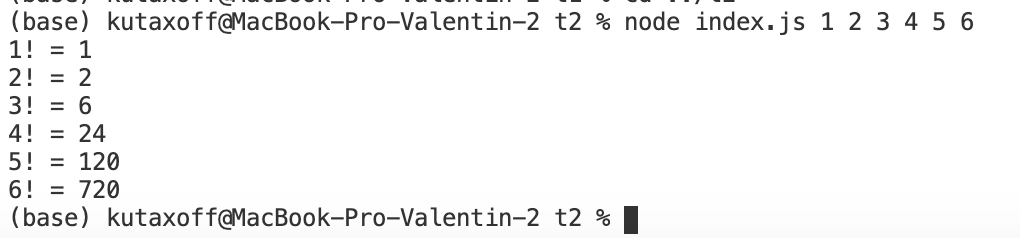 (base) kutaxoff@MacBook-Pro-Valentin-2 t2 % node index.js 1 2 3 4 5 6
1! = 1
2! = 2
3! = 6
4! = 24
5! = 120
6! = 720
(base) kutaxoff@MacBook-Pro-Valentin-2 t2 %